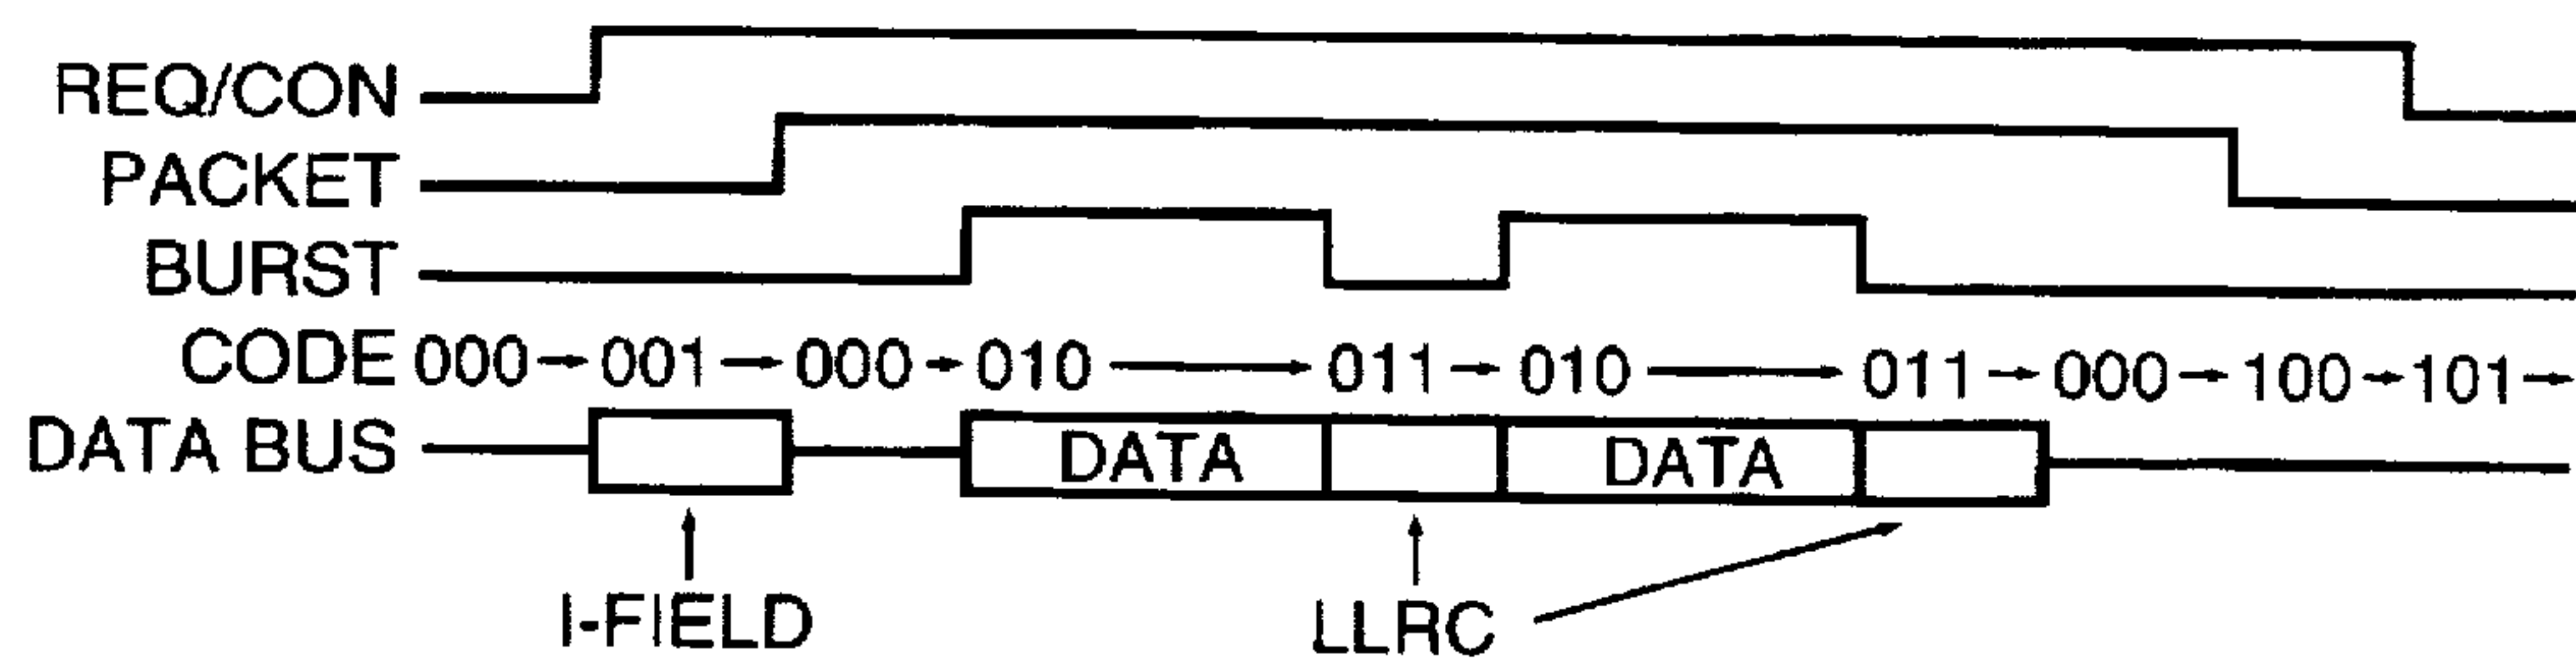 REQ/CON
PACKET
BURST
CODE 000 → 001 → 000 → 010 → 011 → 010 → 011 → 000 → 100 → 101 →
DATA BUS DATA DATA
I-FIELD LLRC